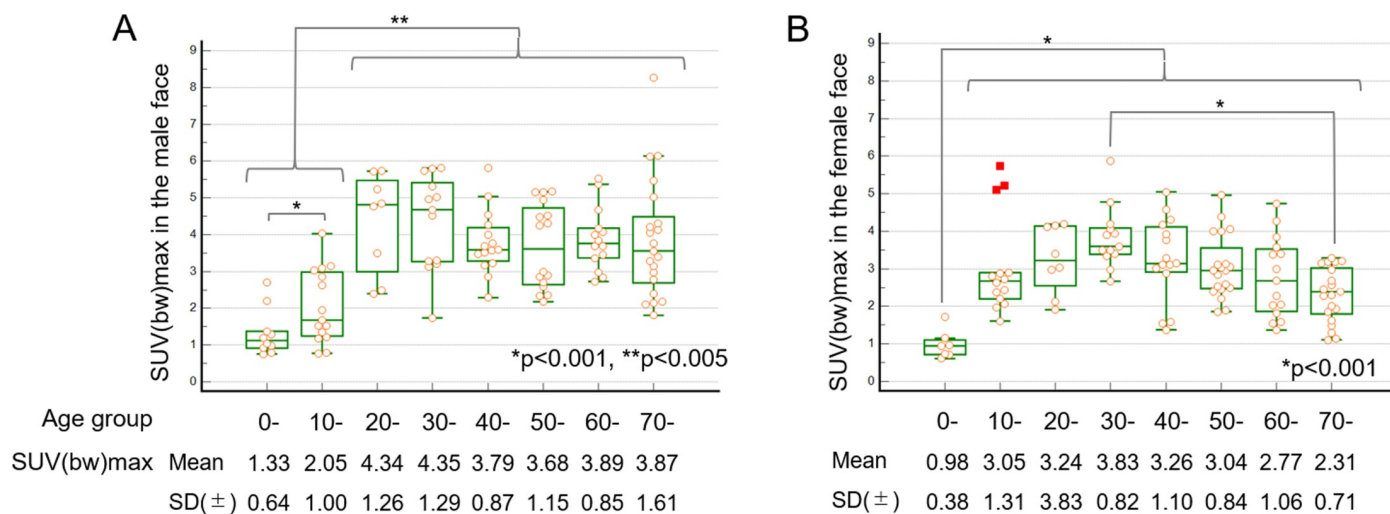 A
**
9
8
7
6
5
4
3
2
1
0
SUV(bw)max in the male face
*
*p<0.001, **p<0.005
B
*
*
9
8
7
6
5
4
3
2
1
0
SUV(bw)max in the female face
*p<0.001
Age group 0- 10- 20- 30- 40- 50- 60- 70- 0- 10- 20- 30- 40- 50- 60- 70-
SUV(bw)max Mean 1.33 2.05 4.34 4.35 3.79 3.68 3.89 3.87 Mean 0.98 3.05 3.24 3.83 3.26 3.04 2.77 2.31
SD(±) 0.64 1.00 1.26 1.29 0.87 1.15 0.85 1.61 SD(±) 0.38 1.31 3.83 0.82 1.10 0.84 1.06 0.71